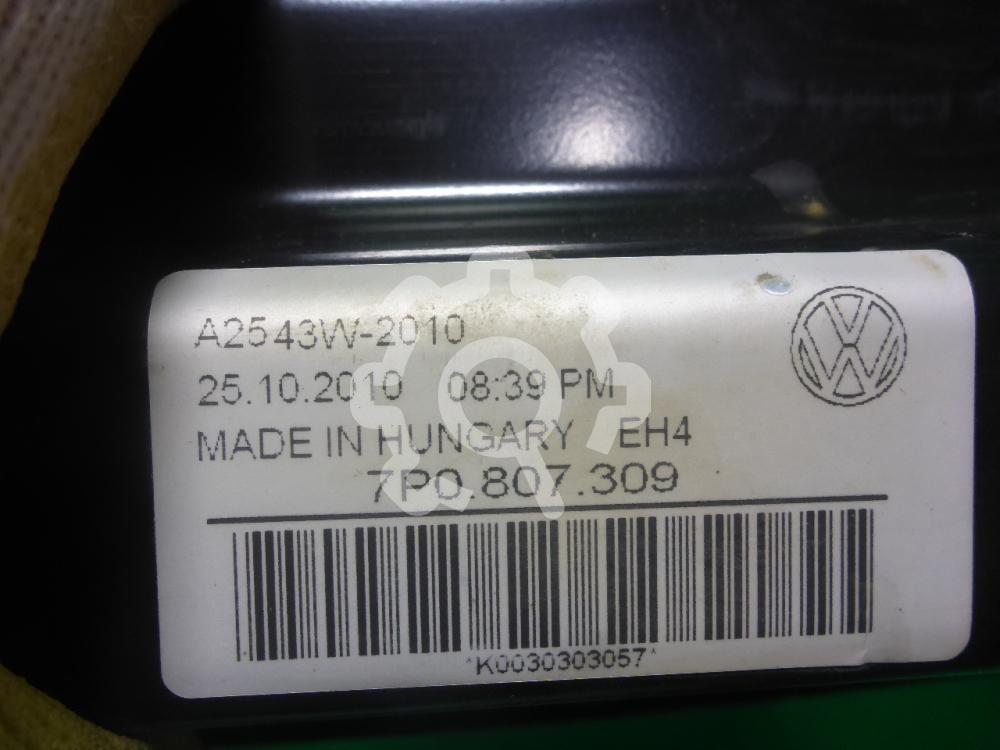 A2543W-2010
25.10.2010 08:39 PM
MADE IN HUNGARY EH4
7P0.807.309
*K0030303057*